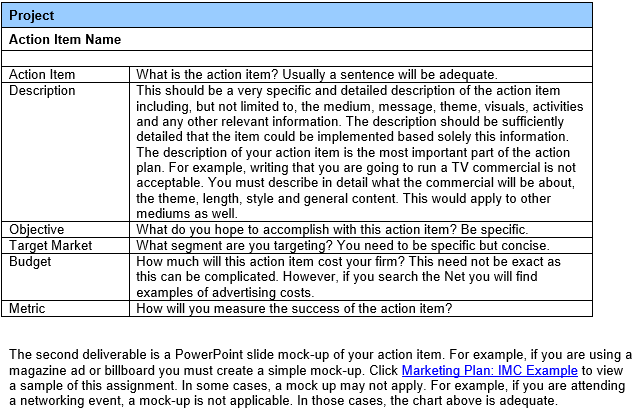 Project
Action Item Name
Action Item What is the action item? Usually a sentence will be adequate.
Description This should be a very specific and detailed description of the action item
including, but not limited to, the medium, message, theme, visuals, activities
and any other relevant information. The description should be sufficiently
detailed that the item could be implemented based solely this information.
The description of your action item is the most important part of the action
plan. For example, writing that you are going to run a TV commercial is not
acceptable. You must describe in detail what the commercial will be about,
the theme, length, style and general content. This would apply to other
mediums as well.
Objective What do you hope to accomplish with this action item? Be specific.
Target Market What segment are you targeting? You need to be specific but concise.
Budget How much will this action item cost your firm? This need not be exact as
this can be complicated. However, if you search the Net you will find
examples of advertising costs.
Metric How will you measure the success of the action item?
The second deliverable is a PowerPoint slide mock-up of your action item. For example, if you are using a
magazine ad or billboard you must create a simple mock-up. Click Marketing Plan: IMC Example to view
a sample of this assignment. In some cases, a mock up may not apply. For example, if you are attending
a networking event, a mock-up is not applicable. In those cases, the chart above is adequate.